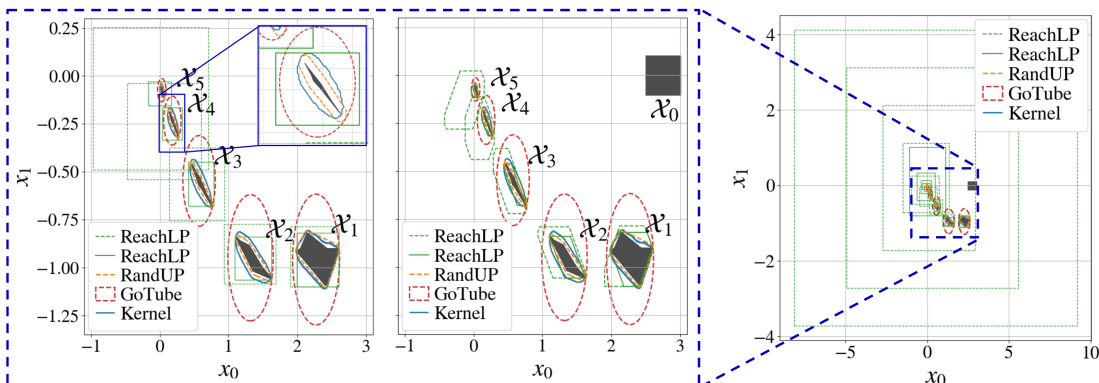 0.25
0.00
−0.25
−0.50
−0.75
−1.00
−1.25
x₁
𝒳₅
𝒳₄
𝒳₃
𝒳₂
𝒳₁
ReachLP
ReachLP
RandUP
GoTube
Kernel
−1 0 1 2 3
x₀
𝒳₀
𝒳₅
𝒳₄
𝒳₃
𝒳₂
𝒳₁
ReachLP
ReachLP
RandUP
GoTube
Kernel
−1 0 1 2 3
x₀
4
2
0
−2
−4
x₁
ReachLP
ReachLP
RandUP
GoTube
Kernel
−5 0 5 10
x₀